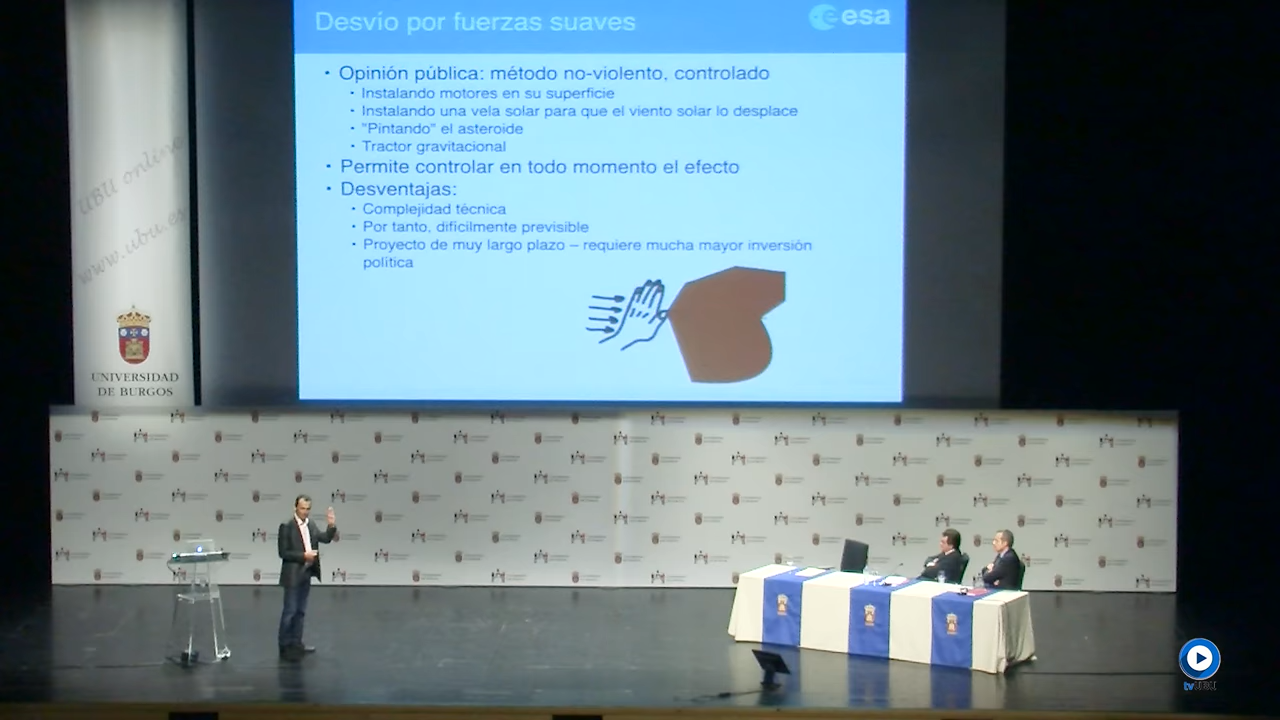 Desvío por fuerzas suaves
esa
• Opinión pública: método no-violento, controlado
• Instalando motores en su superficie
• Instalando una vela solar para que el viento solar lo desplace
• "Pintando" el asteroide
• Tractor gravitacional
• Permite controlar en todo momento el efecto
• Desventajas:
• Complejidad técnica
• Por tanto, difícilmente previsible
• Proyecto de muy largo plazo – requiere mucha mayor inversión
política
UBU online
www.ubu.es
UNIVERSIDAD
DE BURGOS